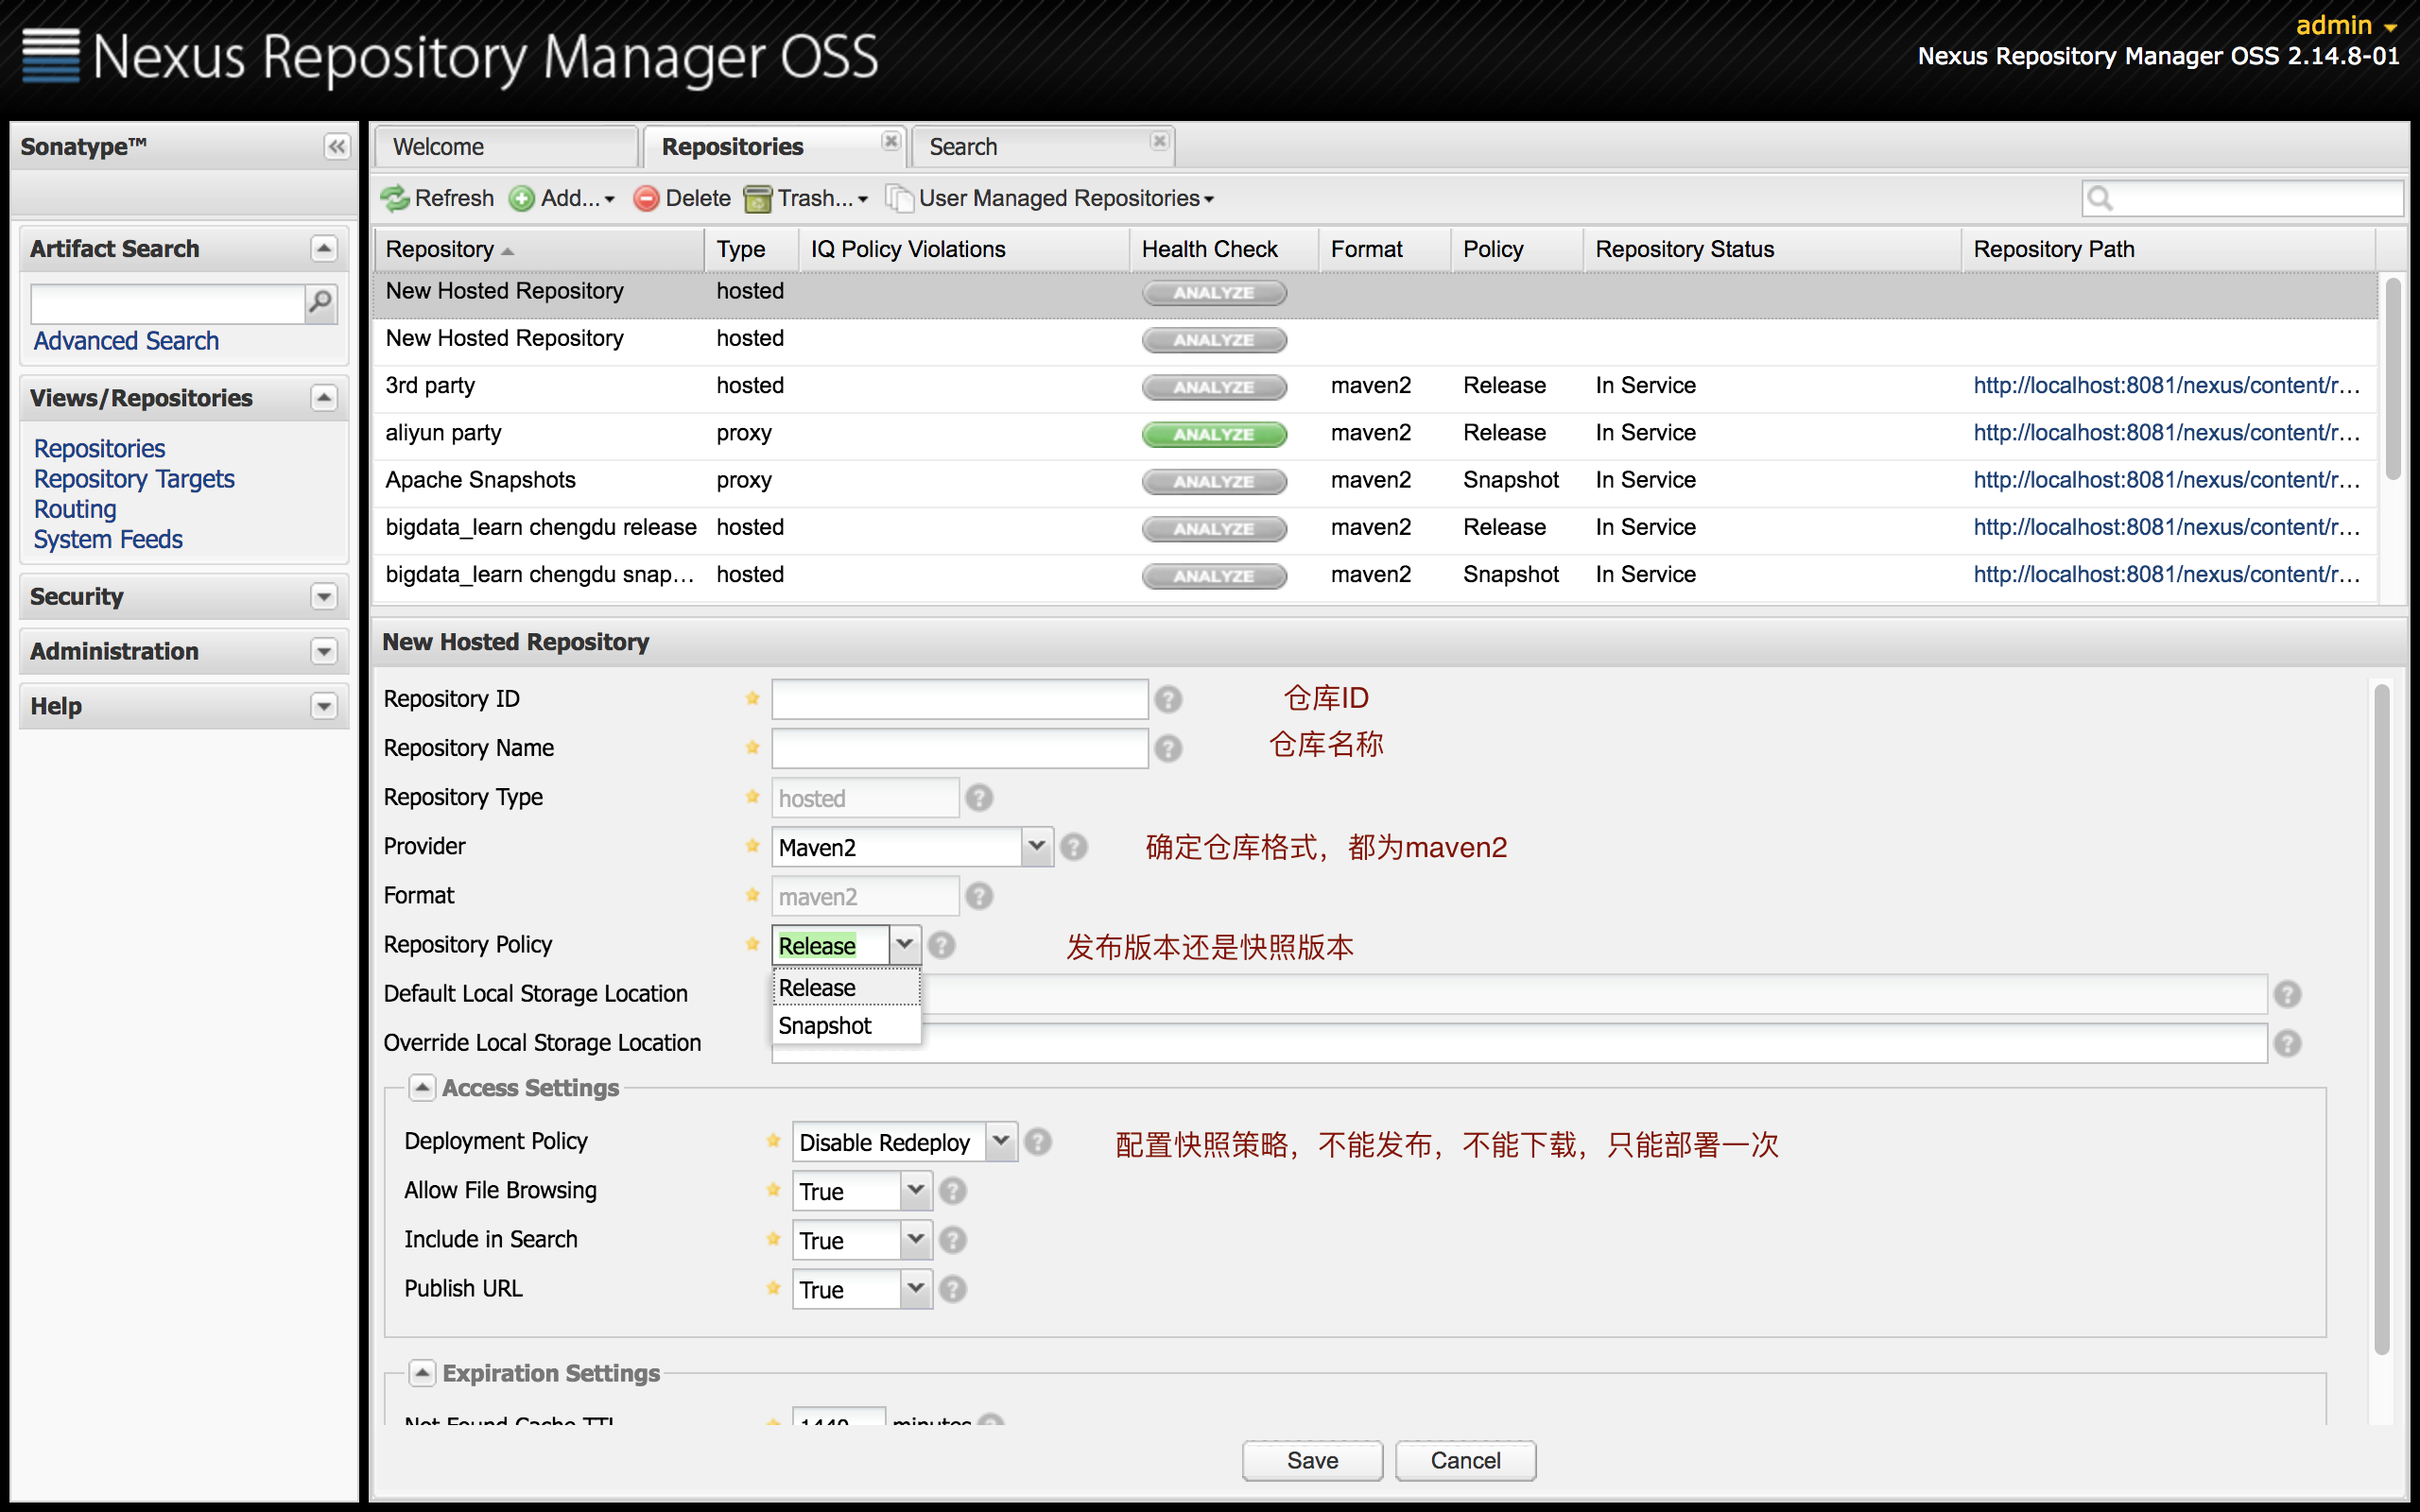 Nexus Repository Manager OSS
admin
Nexus Repository Manager OSS 2.14.8-01
Sonatype™
Welcome
Repositories
Search
Refresh Add... Delete Trash... User Managed Repositories
Artifact Search
Advanced Search
Views/Repositories
Repositories
Repository Targets
Routing
System Feeds
Security
Administration
Help
Repository Type IQ Policy Violations Health Check Format Policy Repository Status Repository Path
New Hosted Repository hosted ANALYZE
New Hosted Repository hosted ANALYZE
3rd party hosted ANALYZE maven2 Release In Service http://localhost:8081/nexus/content/r...
aliyun party proxy ANALYZE maven2 Release In Service http://localhost:8081/nexus/content/r...
Apache Snapshots proxy ANALYZE maven2 Snapshot In Service http://localhost:8081/nexus/content/r...
bigdata_learn chengdu release hosted ANALYZE maven2 Release In Service http://localhost:8081/nexus/content/r...
bigdata_learn chengdu snap... hosted ANALYZE maven2 Snapshot In Service http://localhost:8081/nexus/content/r...
New Hosted Repository
Repository ID 仓库ID
Repository Name 仓库名称
Repository Type hosted
Provider Maven2 确定仓库格式，都为maven2
Format maven2
Repository Policy Release 发布版本还是快照版本
Release
Snapshot
Default Local Storage Location
Override Local Storage Location
Access Settings
Deployment Policy Disable Redeploy 配置快照策略，不能发布，不能下载，只能部署一次
Allow File Browsing True
Include in Search True
Publish URL True
Expiration Settings
Not Found Cache TTL 1440 minutes
Save Cancel